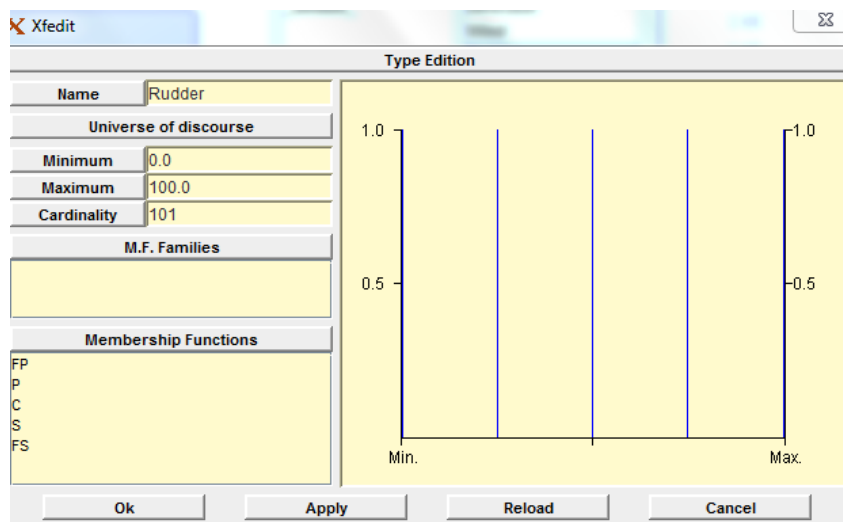 Xfedit
Type Edition
Name Rudder
Universe of discourse
Minimum 0.0
Maximum 100.0
Cardinality 101
M.F. Families
Membership Functions
FP
P
C
S
FS
1.0 1.0
0.5 0.5
Min. Max.
Ok Apply Reload Cancel